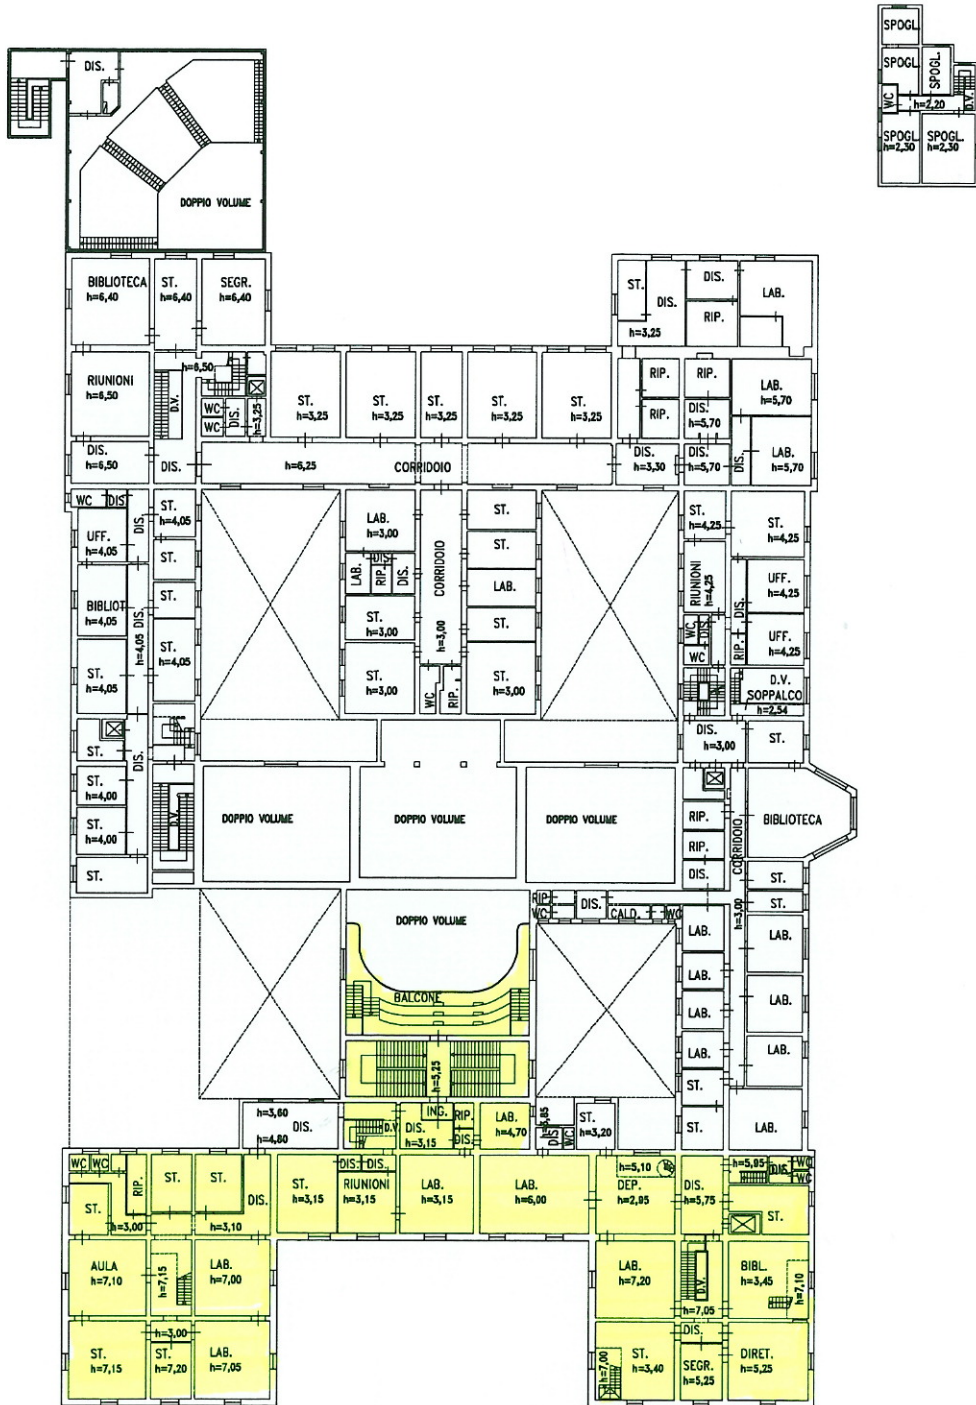 SPOGL.
SPOGL.
SPOGL.
WC
h=2,20
D.V.
SPOGL.
h=2,30
SPOGL.
h=2,30
DIS.
DOPPIO VOLUME
BIBLIOTECA
h=6,40
ST.
h=6,40
SEGR.
h=6,40
ST.
DIS.
h=3,25
DIS.
RIP.
LAB.
RIUNIONI
h=6,50
h=6,50
D.V.
WC
WC
DIS.
h=3,25
ST.
h=3,25
ST.
h=3,25
ST.
h=3,25
ST.
h=3,25
ST.
h=3,25
RIP.
RIP.
RIP.
DIS.
h=5,70
LAB.
h=5,70
DIS.
h=6,50
DIS.
h=6,25
CORRIDOIO
DIS.
h=3,30
DIS.
h=5,70
DIS.
LAB.
h=5,70
WC
DIS
UFF.
h=4,05
DIS.
ST.
h=4,05
ST.
LAB.
h=3,00
LAB.
DIS
RIP.
DIS.
CORRIDOIO
h=3,00
ST.
ST.
LAB.
ST.
ST.
h=4,25
ST.
h=4,25
BIBLIOT
h=4,05
DIS.
h=4,05
ST.
ST.
h=4,05
ST.
h=3,00
RIUNIONI
h=4,25
DIS.
UFF.
h=4,25
UFF.
h=4,25
ST.
h=4,05
ST.
h=3,00
WC
RIP.
ST.
h=3,00
WC
DIS.
WC
RIP.
D.V.
SOPPALCO
h=2,54
ST.
DIS.
DIS.
h=3,00
ST.
ST.
h=4,00
ST.
h=4,00
D.V.
ST.
DOPPIO VOLUME
DOPPIO VOLUME
DOPPIO VOLUME
RIP.
RIP.
DIS.
CORRIDOIO
h=3,00
BIBLIOTECA
ST.
ST.
DOPPIO VOLUME
RIP
WC
DIS.
CALD.
WC
LAB.
LAB.
BALCONE
LAB.
LAB.
LAB.
LAB.
LAB.
h=5,25
ST.
ST.
LAB.
h=3,60
DIS.
h=4,80
D.V.
ING.
DIS.
h=3,15
RIP.
DIS
LAB.
h=4,70
h=3,85
DIS
WC
ST.
h=3,20
WC
WC
RIP.
ST.
ST.
DIS.
ST.
h=3,15
DIS.
DIS.
RIUNIONI
h=3,15
LAB.
h=3,15
LAB.
h=6,00
h=5,10
DEP.
h=2,95
DIS.
h=5,75
h=5,05
DIS.
WC
WC
ST.
ST.
h=3,00
h=3,10
AULA
h=7,10
h=7,15
LAB.
h=7,00
LAB.
h=7,20
D.V.
h=7,05
BIBL.
h=3,45
h=7,10
h=3,00
ST.
h=7,15
ST.
h=7,20
LAB.
h=7,05
h=7,00
ST.
h=3,40
DIS.
SEGR.
h=5,25
DIRET.
h=5,25